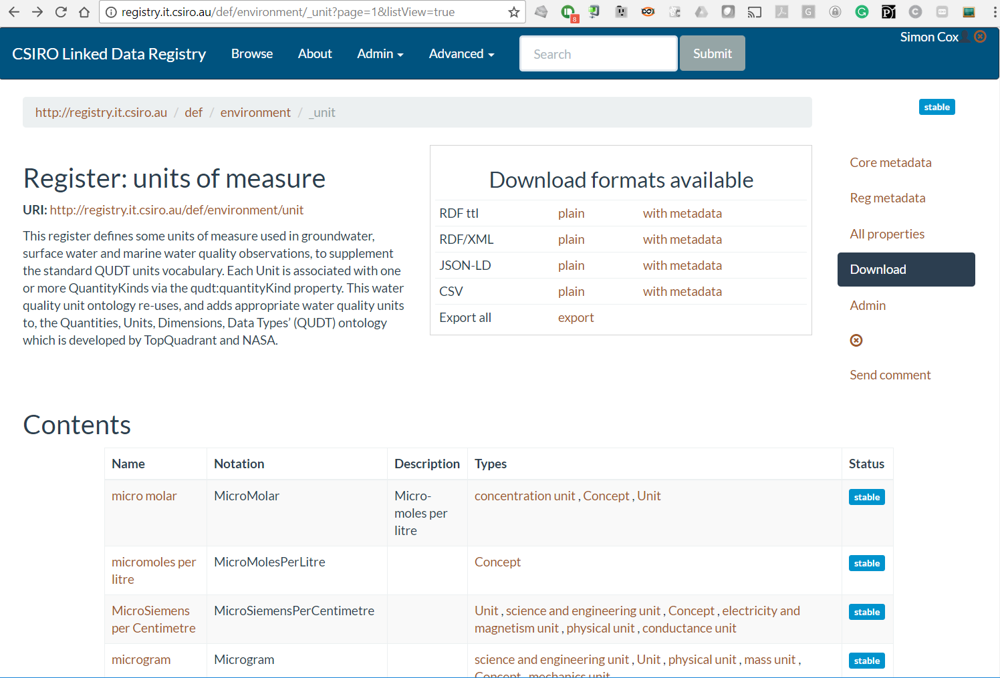 registry.it.csiro.au/def/environment/_unit?page=1&listView=true
8
Simon Cox
CSIRO Linked Data Registry Browse About Admin Advanced Search Submit
http://registry.it.csiro.au / def / environment / _unit
stable
Register: units of measure
URI: http://registry.it.csiro.au/def/environment/unit
This register defines some units of measure used in groundwater,
surface water and marine water quality observations, to supplement
the standard QUDT units vocabulary. Each Unit is associated with one
or more QuantityKinds via the qudt:quantityKind property. This water
quality unit ontology re-uses, and adds appropriate water quality units
to, the Quantities, Units, Dimensions, Data Types’ (QUDT) ontology
which is developed by TopQuadrant and NASA.
Download formats available
RDF ttl plain with metadata
RDF/XML plain with metadata
JSON-LD plain with metadata
CSV plain with metadata
Export all export
Core metadata
Reg metadata
All properties
Download
Admin
Send comment
Contents
Name Notation Description Types Status
micro molar MicroMolar Micro- concentration unit , Concept , Unit stable
moles per
litre
micromoles per MicroMolesPerLitre Concept stable
litre
MicroSiemens MicroSiemensPerCentimetre Unit , science and engineering unit , Concept , electricity and stable
per Centimetre magnetism unit , physical unit , conductance unit
microgram Microgram science and engineering unit , Unit , physical unit , mass unit , stable
Concept , mechanics unit